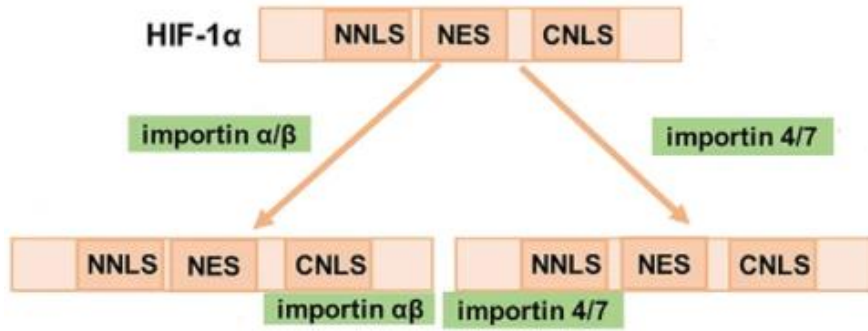 HIF-1α NNLS NES CNLS
importin α/β importin 4/7
NNLS NES CNLS NNLS NES CNLS
importin αβ importin 4/7